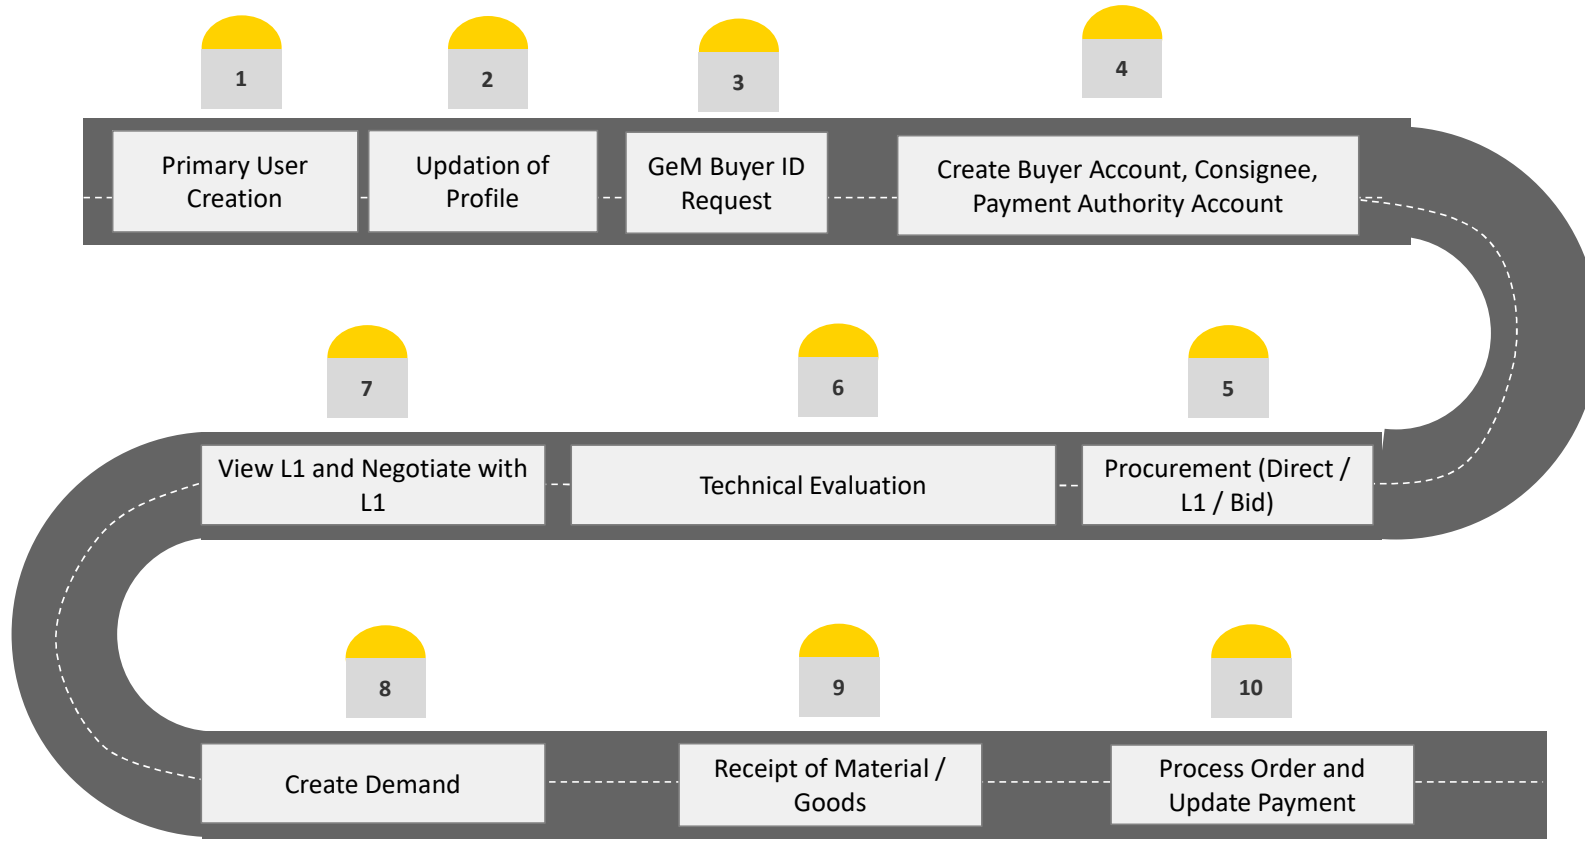 1
Primary User
Creation
2
Updation of
Profile
3
GeM Buyer ID
Request
4
Create Buyer Account, Consignee,
Payment Authority Account
5
Procurement (Direct /
L1 / Bid)
6
Technical Evaluation
7
View L1 and Negotiate with
L1
8
Create Demand
9
Receipt of Material /
Goods
10
Process Order and
Update Payment